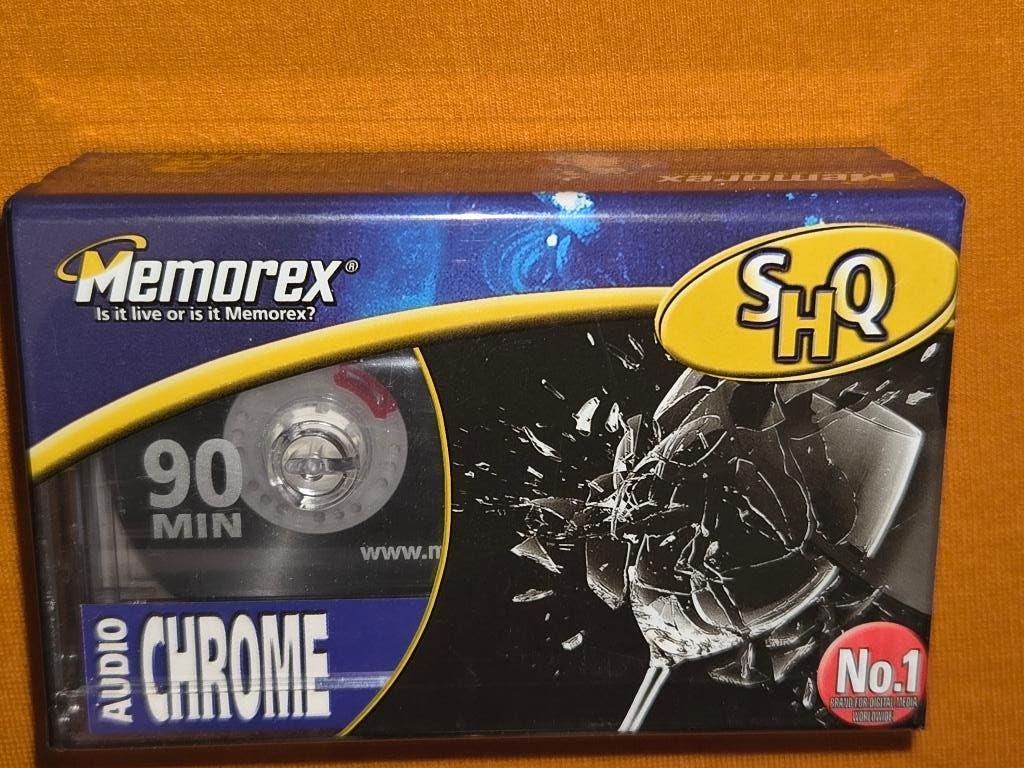 Memorex
Memorex®
Is it live or is it Memorex?
SHQ
90
MIN
www.m
AUDIO
CHROME
No.1
BRAND FOR DIGITAL MEDIA
WORLDWIDE